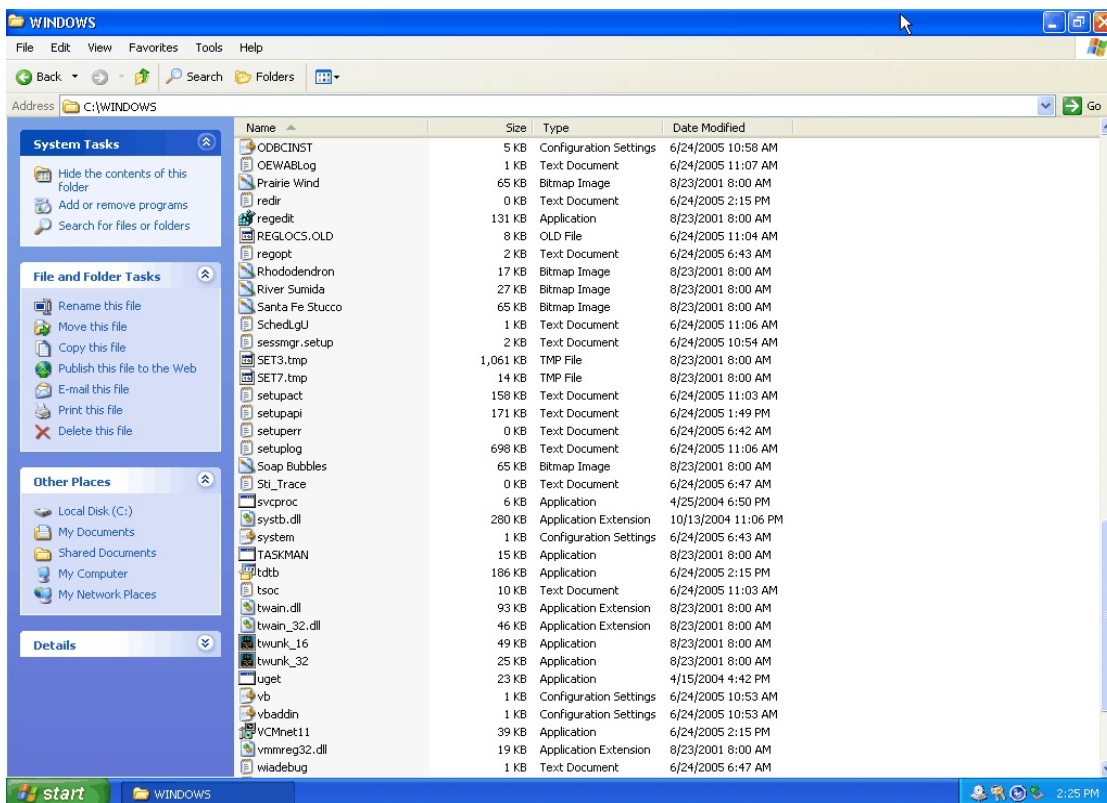 WINDOWS
File Edit View Favorites Tools Help
Back Search Folders
Address C:\WINDOWS Go
System Tasks
Hide the contents of this
folder
Add or remove programs
Search for files or folders
File and Folder Tasks
Rename this file
Move this file
Copy this file
Publish this file to the Web
E-mail this file
Print this file
Delete this file
Other Places
Local Disk (C:)
My Documents
Shared Documents
My Computer
My Network Places
Details
Name Size Type Date Modified
ODBCINST 5 KB Configuration Settings 6/24/2005 10:58 AM
OEWABLog 1 KB Text Document 6/24/2005 11:07 AM
Prairie Wind 65 KB Bitmap Image 8/23/2001 8:00 AM
redir 0 KB Text Document 6/24/2005 2:15 PM
regedit 131 KB Application 8/23/2001 8:00 AM
REGLOCS.OLD 8 KB OLD File 6/24/2005 11:04 AM
regopt 2 KB Text Document 6/24/2005 6:43 AM
Rhododendron 17 KB Bitmap Image 8/23/2001 8:00 AM
River Sumida 27 KB Bitmap Image 8/23/2001 8:00 AM
Santa Fe Stucco 65 KB Bitmap Image 8/23/2001 8:00 AM
SchedLgU 1 KB Text Document 6/24/2005 11:06 AM
sessmgr.setup 2 KB Text Document 6/24/2005 10:54 AM
SET3.tmp 1,061 KB TMP File 8/23/2001 8:00 AM
SET7.tmp 14 KB TMP File 8/23/2001 8:00 AM
setupact 158 KB Text Document 6/24/2005 11:03 AM
setupapi 171 KB Text Document 6/24/2005 1:49 PM
setuperr 0 KB Text Document 6/24/2005 6:42 AM
setuplog 698 KB Text Document 6/24/2005 11:06 AM
Soap Bubbles 65 KB Bitmap Image 8/23/2001 8:00 AM
Sti_Trace 0 KB Text Document 6/24/2005 6:47 AM
svcproc 6 KB Application 4/25/2004 6:50 PM
systb.dll 280 KB Application Extension 10/13/2004 11:06 PM
system 1 KB Configuration Settings 6/24/2005 6:43 AM
TASKMAN 15 KB Application 8/23/2001 8:00 AM
tdtb 186 KB Application 6/24/2005 2:15 PM
tsoc 10 KB Text Document 6/24/2005 11:03 AM
twain.dll 93 KB Application Extension 8/23/2001 8:00 AM
twain_32.dll 46 KB Application Extension 8/23/2001 8:00 AM
twunk_16 49 KB Application 8/23/2001 8:00 AM
twunk_32 25 KB Application 8/23/2001 8:00 AM
uget 23 KB Application 4/15/2004 4:42 PM
vb 1 KB Configuration Settings 6/24/2005 10:53 AM
vbaddin 1 KB Configuration Settings 6/24/2005 10:53 AM
VCMnet11 39 KB Application 6/24/2005 2:15 PM
vmmreg32.dll 19 KB Application Extension 8/23/2001 8:00 AM
wiadebug 1 KB Text Document 6/24/2005 6:47 AM
start WINDOWS 2:25 PM